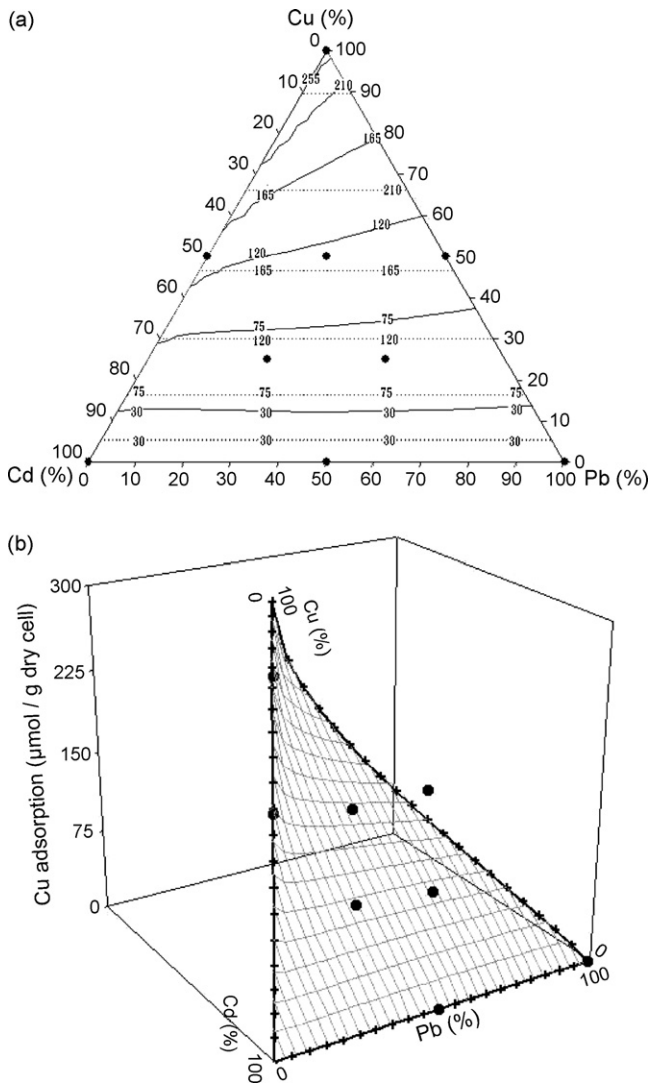 (a)
Cu (%)
0 100
10 255 210 90
20 165 80
30 70
165 210
40 60
120
50 165 165 50
60 40
75 75
70 120 120 30
80 20
75 75 75 75
90 30 30 30 30 10
30 30 30 30
100 0
Cd (%) 0 10 20 30 40 50 60 70 80 90 100 Pb (%)
(b)
300
225
150
75
0
Cu adsorption (µmol / g dry cell)
0 100
Cu (%)
Cd (%)
100
0
Pb (%)
100
0